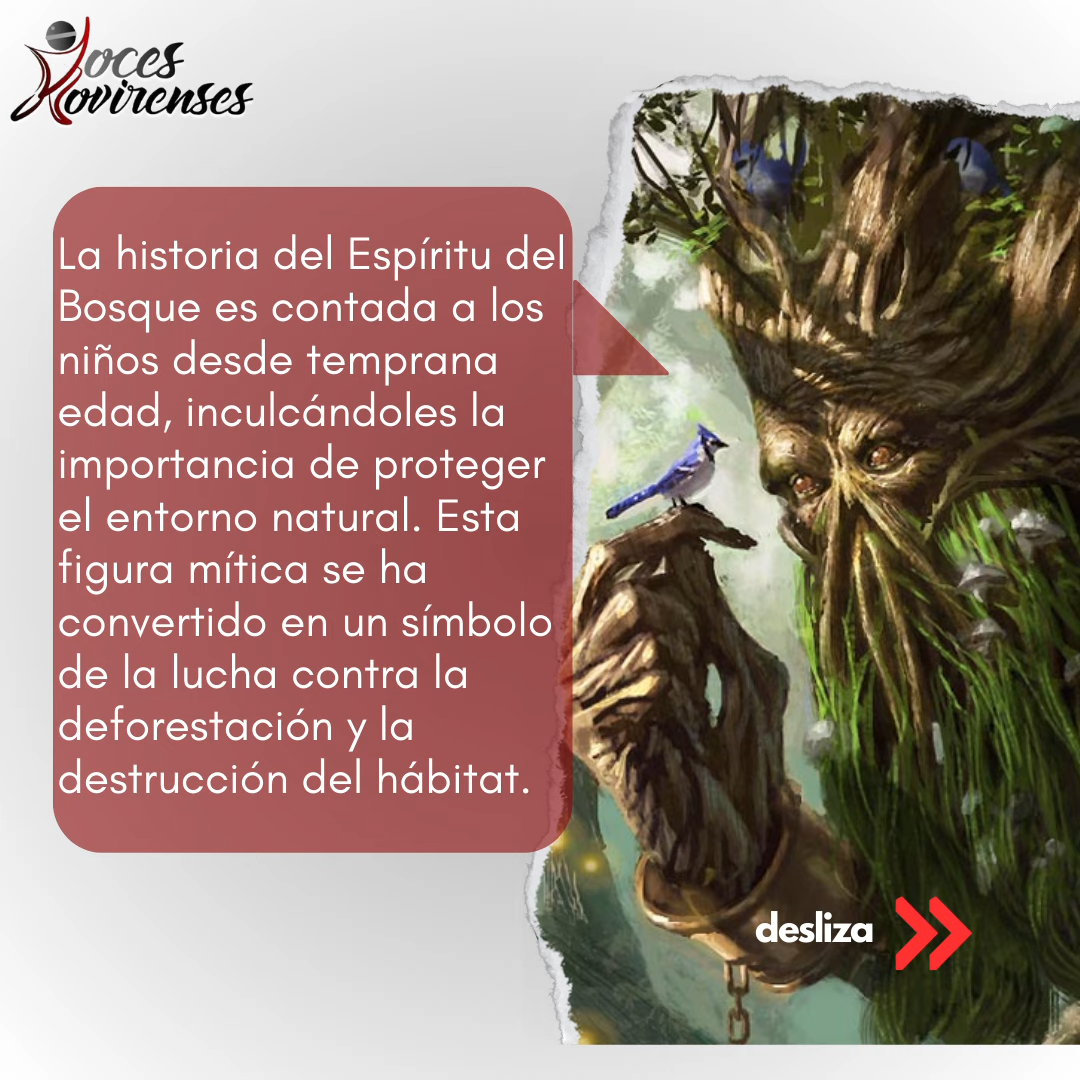 Voces
Rovirenses
La historia del Espíritu del
Bosque es contada a los
niños desde temprana
edad, inculcándoles la
importancia de proteger
el entorno natural. Esta
figura mítica se ha
convertido en un símbolo
de la lucha contra la
deforestación y la
destrucción del hábitat.
desliza